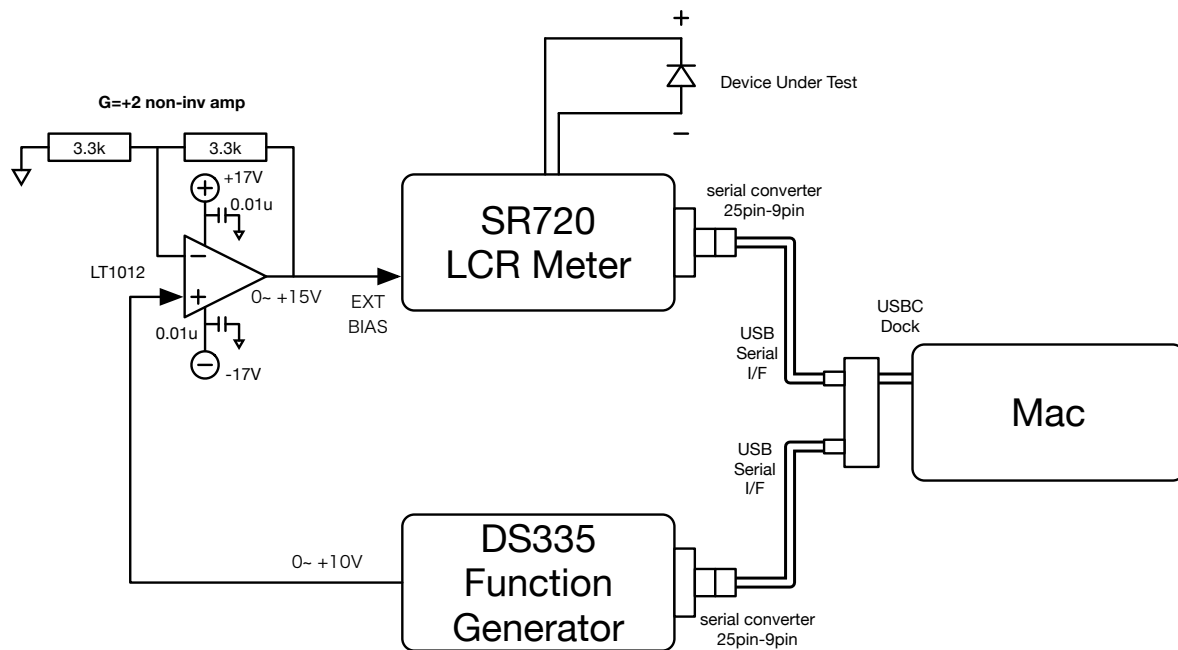 +
Device Under Test
−
G=+2 non-inv amp
3.3k
3.3k
+17V
0.01u
+
LT1012
−
+
0~ +15V
0.01u
−
-17V
EXT
BIAS
SR720
LCR Meter
serial converter
25pin-9pin
USB
Serial
I/F
USBC
Dock
Mac
USB
Serial
I/F
0~ +10V
DS335
Function
Generator
serial converter
25pin-9pin